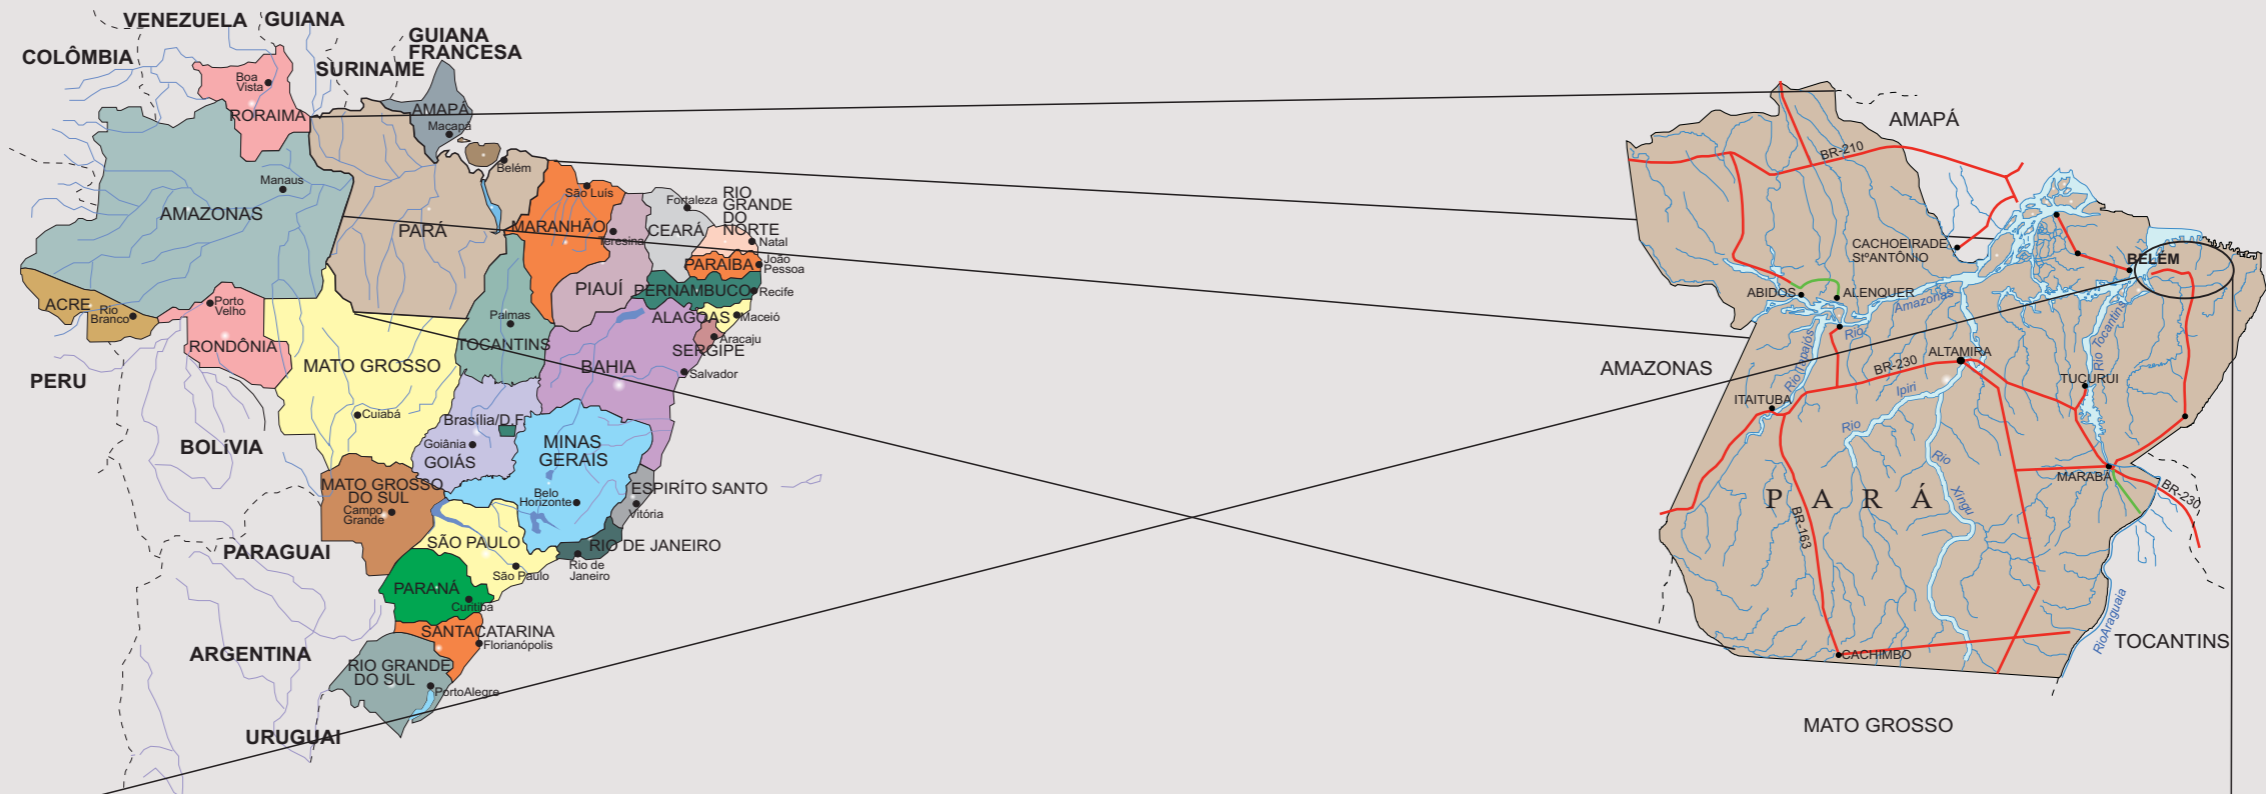 VENEZUELA
GUIANA
GUIANA
FRANCESA
COLÔMBIA
SURINAME
Boa
Vista
RORAIMA
AMAPÁ
Macapá
Belém
Manaus
AMAZONAS
PARÁ
São Luis
MARANHÃO
Teresina
Fortaleza
CEARÁ
RIO
GRANDE
DO
NORTE
Natal
PARAÍBA
João
Pessoa
PIAUÍ
PERNAMBUCO
Recife
ALAGOAS
Maceió
Aracaju
SERGIPE
ACRE
Rio
Branco
Porto
Velho
RONDÔNIA
MATO GROSSO
Palmas
TOCANTINS
BAHIA
Salvador
PERU
Cuiabá
Brasília/D.F.
Goiânia
GOIÁS
BOLíVIA
MINAS
GERAIS
Belo
Horizonte
ESPIRÍTO SANTO
Vitória
MATO GROSSO
DO SUL
Campo
Grande
SÃO PAULO
São Paulo
RIO DE JANEIRO
Rio de
Janeiro
PARAGUAI
PARANÁ
Curitiba
SANTACATARINA
Florianópolis
ARGENTINA
RIO GRANDE
DO SUL
PortoAlegre
URUGUAI
AMAPÁ
BR-210
CACHOEIRADE
StºANTÔNIO
BELÉM
ABIDOS
ALENQUER
Rio
Amazonas
Rio Tapajós
Rio Tocantins
AMAZONAS
BR-230
ALTAMIRA
TUCURUI
ITAITUBA
Rio
Ipiri
Rio
Xingu
MARABÁ
BR-230
PARÁ
BR-163
RioAraguaia
TOCANTINS
CACHIMBO
MATO GROSSO